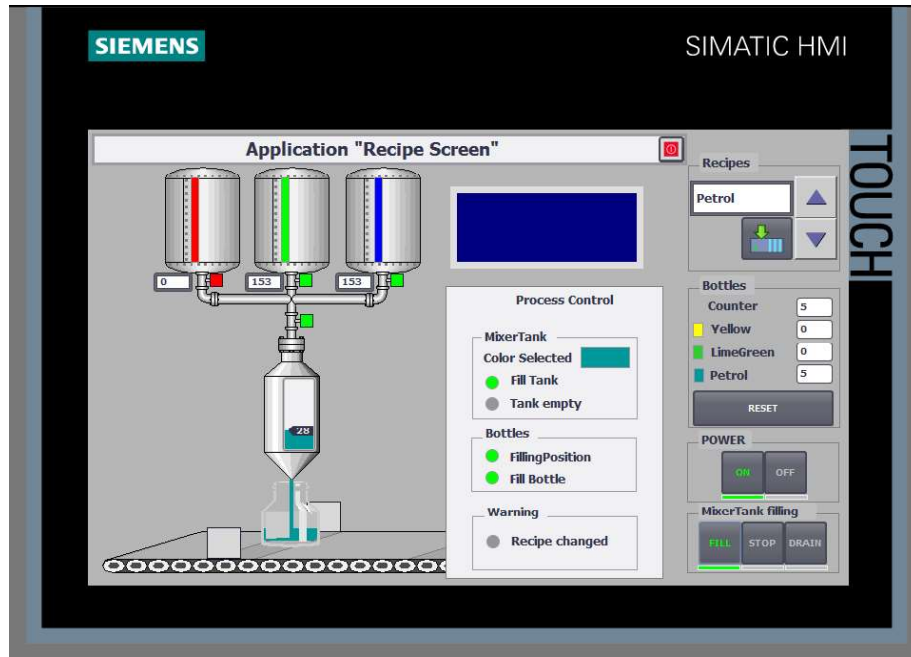 SIEMENS
SIMATIC HMI
TOUCH
Application "Recipe Screen"
0
153
153
28
Process Control
MixerTank
Color Selected
Fill Tank
Tank empty
Bottles
FillingPosition
Fill Bottle
Warning
Recipe changed
Recipes
Petrol
Bottles
Counter 5
Yellow 0
LimeGreen 0
Petrol 5
RESET
POWER
ON OFF
MixerTank filling
FILL STOP DRAIN